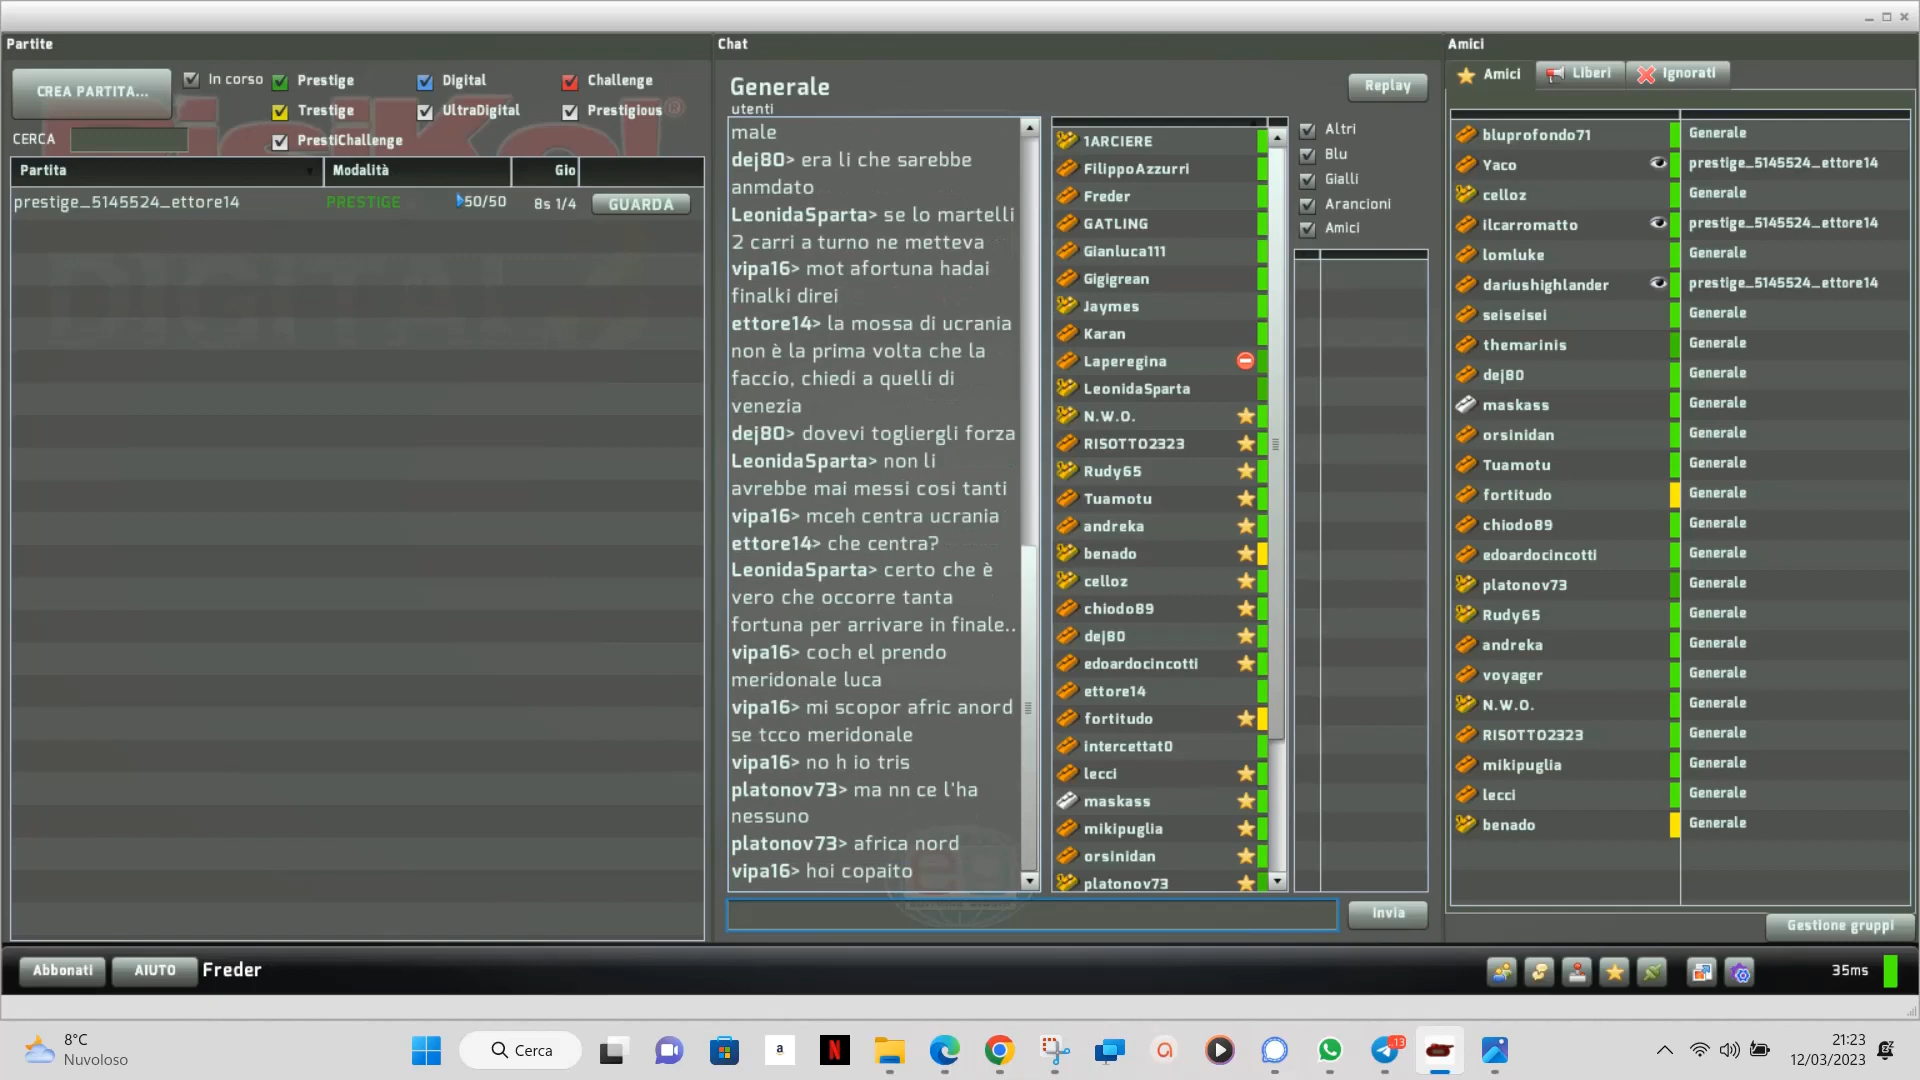 Partite
CREA PARTITA...
In corso
Prestige
Digital
Challenge
Trestige
UltraDigital
Prestigious
CERCA
PrestiChallenge
RisiKo!®
DIGITAL
Partita
Modalità
Gio
prestige_5145524_ettore14
PRESTIGE
50/50
8s 1/4
GUARDA
Chat
Generale
utenti
Replay
male
dej80> era li che sarebbe
anmdato
LeonidaSparta> se lo martelli
2 carri a turno ne metteva
vipa16> mot afortuna hadai
finalki direi
ettore14> la mossa di ucrania
non è la prima volta che la
faccio, chiedi a quelli di
venezia
dej80> dovevi togliergli forza
LeonidaSparta> non li
avrebbe mai messi cosi tanti
vipa16> mceh centra ucrania
ettore14> che centra?
LeonidaSparta> certo che è
vero che occorre tanta
fortuna per arrivare in finale..
vipa16> coch el prendo
meridonale luca
vipa16> mi scopor afric anord
se tcco meridonale
vipa16> no h io tris
platonov73> ma nn ce l'ha
nessuno
platonov73> africa nord
vipa16> hoi copaito
1ARCIERE
FilippoAzzurri
Freder
GATLING
Gianluca111
Gigigrean
Jaymes
Karan
Laperegina
LeonidaSparta
N.W.O.
RISOTTO2323
Rudy65
Tuamotu
andreka
benado
celloz
chiodo89
dej80
edoardocincotti
ettore14
fortitudo
intercettat0
lecci
maskass
mikipuglia
orsinidan
platonov73
Altri
Blu
Gialli
Arancioni
Amici
Invia
Amici
Amici
Liberi
Ignorati
bluprofondo71 Generale
Yaco prestige_5145524_ettore14
celloz Generale
ilcarromatto prestige_5145524_ettore14
lomluke Generale
dariushighlander prestige_5145524_ettore14
seiseisei Generale
themarinis Generale
dej80 Generale
maskass Generale
orsinidan Generale
Tuamotu Generale
fortitudo Generale
chiodo89 Generale
edoardocincotti Generale
platonov73 Generale
Rudy65 Generale
andreka Generale
voyager Generale
N.W.O. Generale
RISOTTO2323 Generale
mikipuglia Generale
lecci Generale
benado Generale
Gestione gruppi
Abbonati
AIUTO
Freder
35ms
8°C
Nuvoloso
Cerca
a
N
13
21:23
12/03/2023